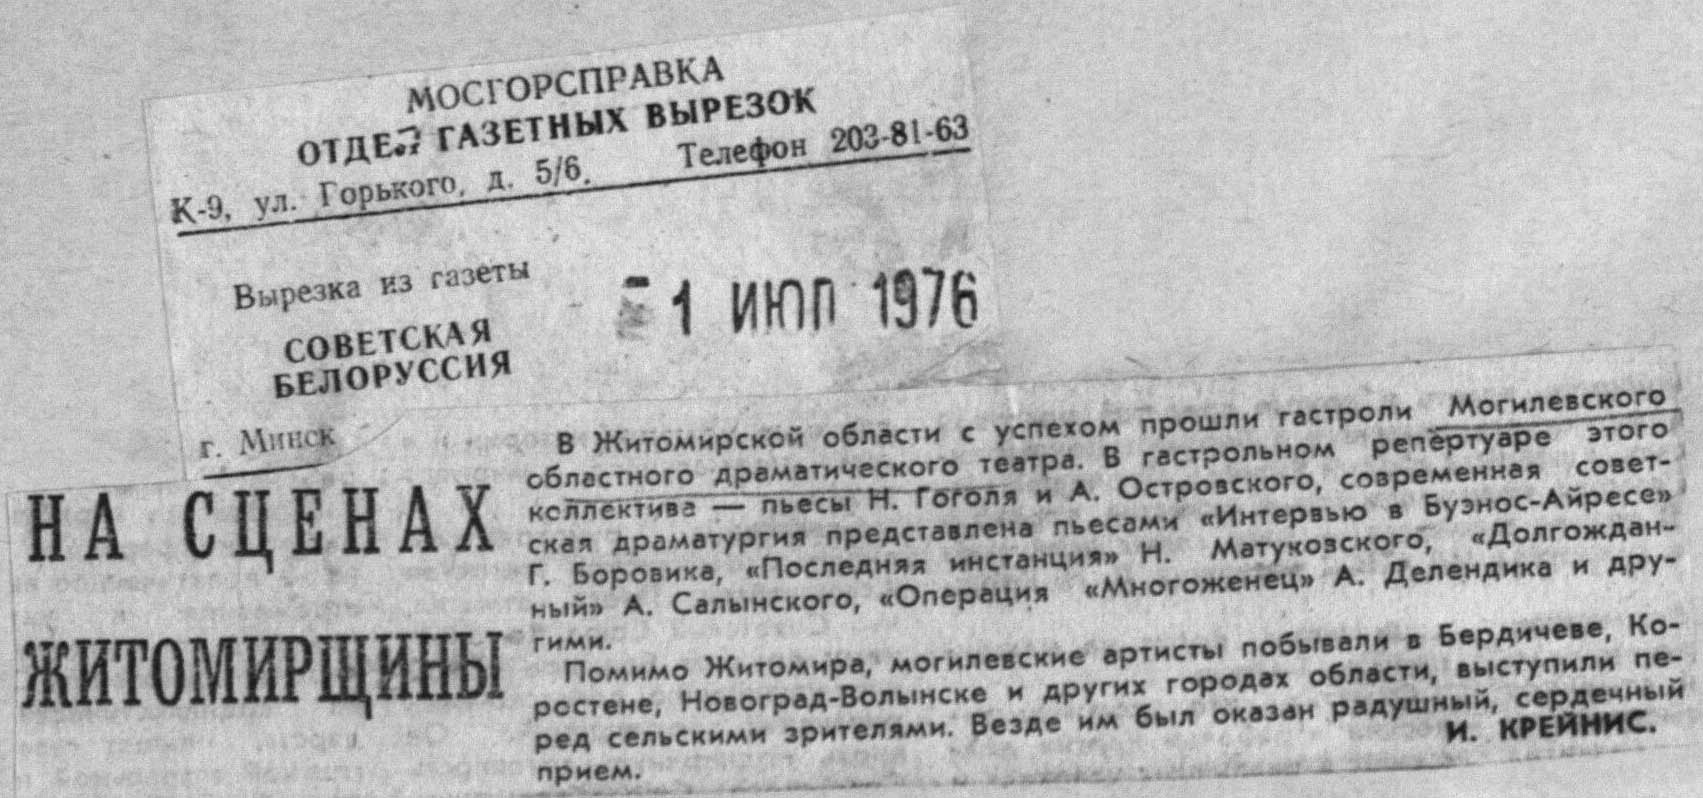 МОСГОРСПРАВКА
ОТДЕЛ ГАЗЕТНЫХ ВЫРЕЗОК
К-9, ул. Горького, д. 5/6. Телефон 203-81-63
Вырезка из газеты
СОВЕТСКАЯ
БЕЛОРУССИЯ
г. Минск
1 ИЮЛ 1976
НА СЦЕНАХ
ЖИТОМИРЩИНЫ
В Житомирской области с успехом прошли гастроли Могилевского
областного драматического театра. В гастрольном репертуаре этого
коллектива — пьесы Н. Гоголя и А. Островского, современная совет-
ская драматургия представлена пьесами «Интервью в Буэнос-Айресе»
Г. Боровика, «Последняя инстанция» Н. Матуковского, «Долгождан-
ный» А. Салынского, «Операция «Многоженец» А. Делендика и дру-
гими.
Помимо Житомира, могилевские артисты побывали в Бердичеве, Ко-
ростене, Новоград-Волынске и других городах области, выступили пе-
ред сельскими зрителями. Везде им был оказан радушный, сердечный
прием.
И. КРЕЙНИС.